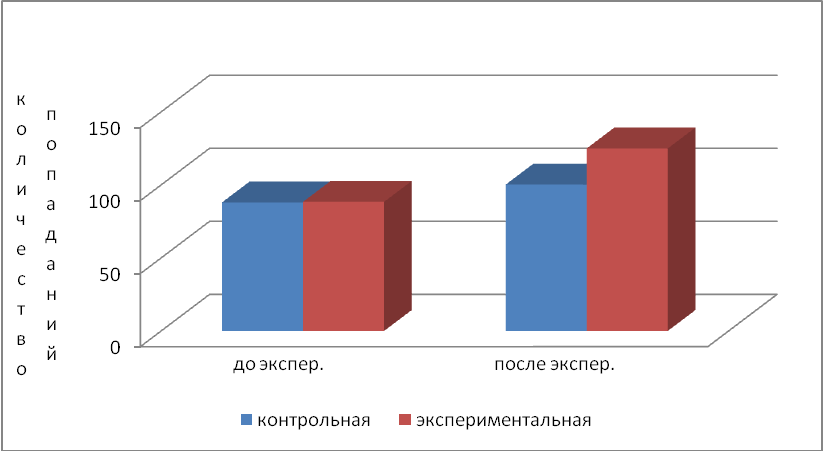 количество
попаданий
150
100
50
0
до экспер.
после экспер.
контрольная
экспериментальная